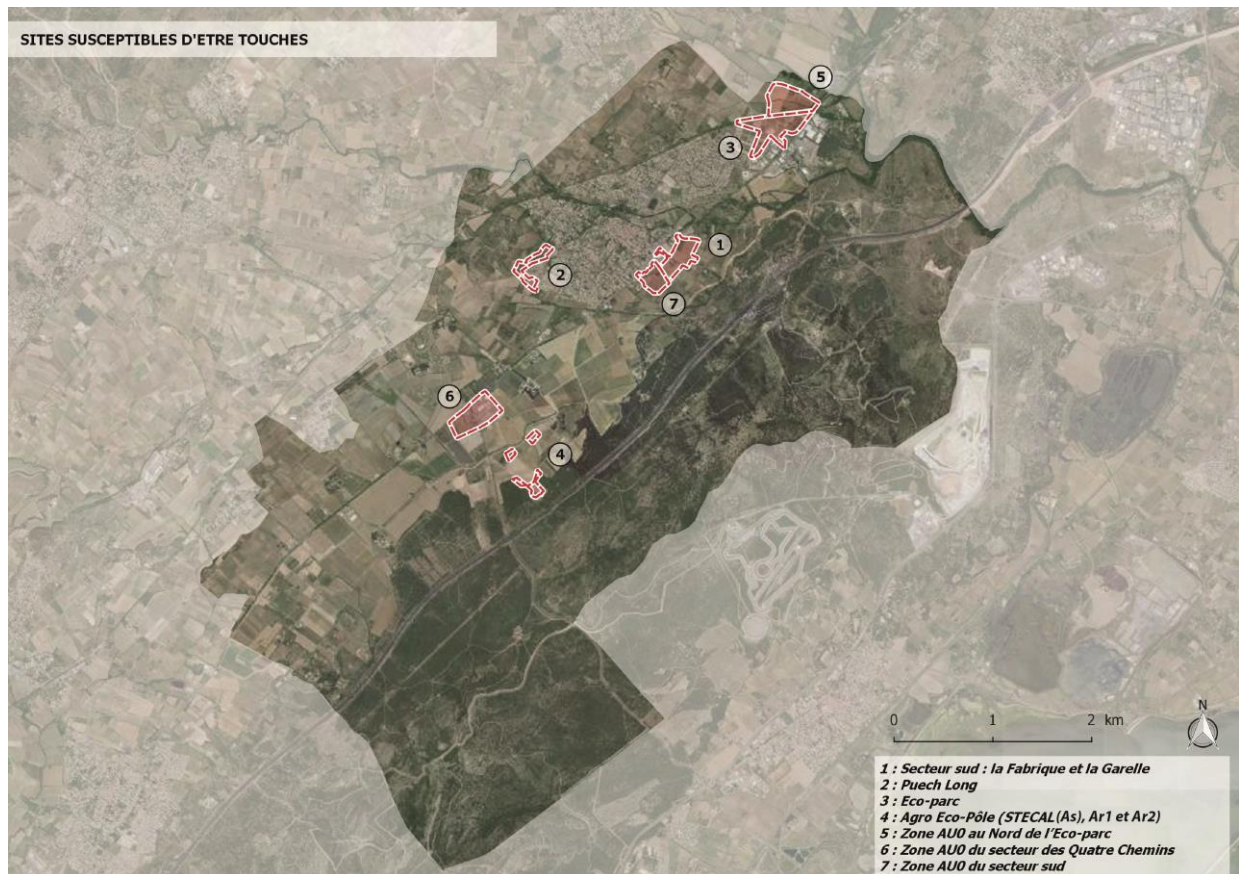 SITES SUSCEPTIBLES D'ETRE TOUCHES
5
3
1
2
7
6
4
N
0 1 2 km
1 : Secteur sud : la Fabrique et la Garelle
2 : Puech Long
3 : Eco-parc
4 : Agro Eco-Pôle (STECAL(As), Ar1 et Ar2)
5 : Zone AU0 au Nord de l'Eco-parc
6 : Zone AU0 du secteur des Quatre Chemins
7 : Zone AU0 du secteur sud